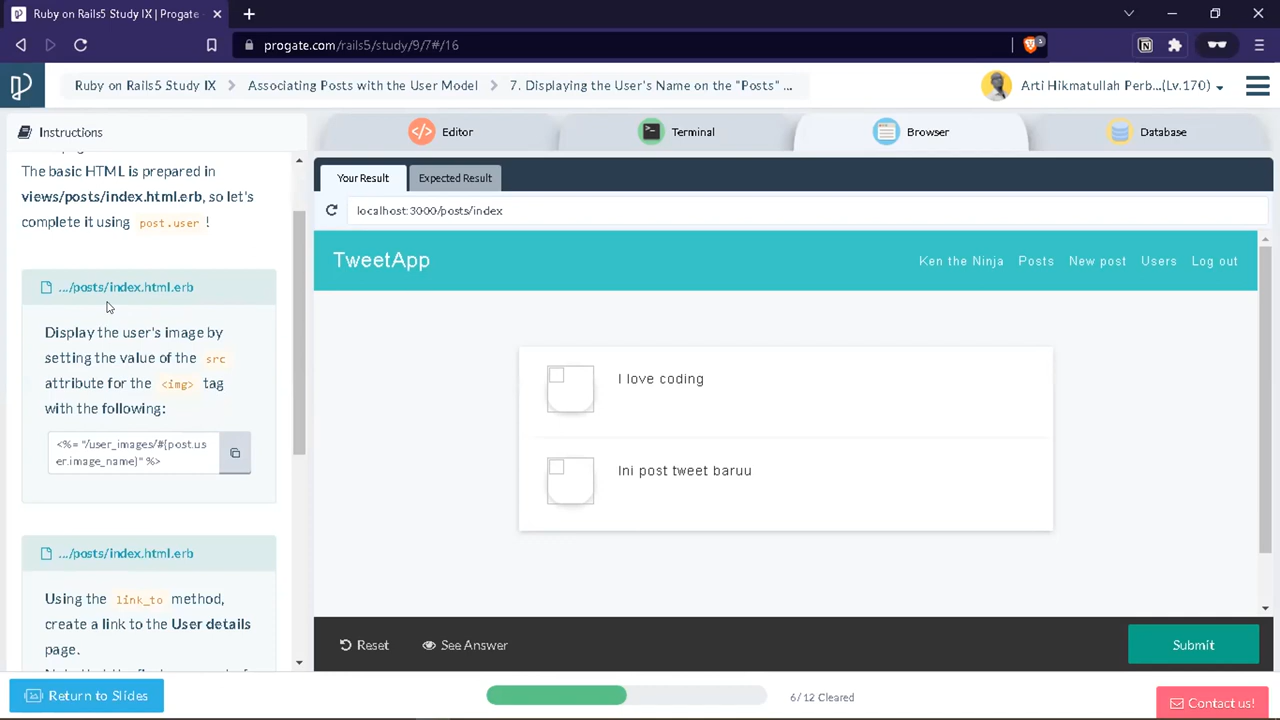 Ruby on Rails5 Study IX | Progate -
progate.com/rails5/study/9/7#/16
Ruby on Rails5 Study IX
Associating Posts with the User Model
7. Displaying the User's Name on the "Posts" ...
Arti Hikmatullah Perb...(Lv.170)
Instructions
Editor
Terminal
Browser
Database
The basic HTML is prepared in
views/posts/index.html.erb, so let's
complete it using post.user !
.../posts/index.html.erb
Display the user's image by
setting the value of the src
attribute for the <img> tag
with the following:
<%= "/user_images/#{post.us
er.image_name}" %>
.../posts/index.html.erb
Using the link_to method,
create a link to the User details
page.
Your Result
Expected Result
localhost:3000/posts/index
TweetApp
Ken the Ninja
Posts
New post
Users
Log out
I love coding
Ini post tweet baruu
Reset
See Answer
Submit
Return to Slides
6/12 Cleared
Contact us!